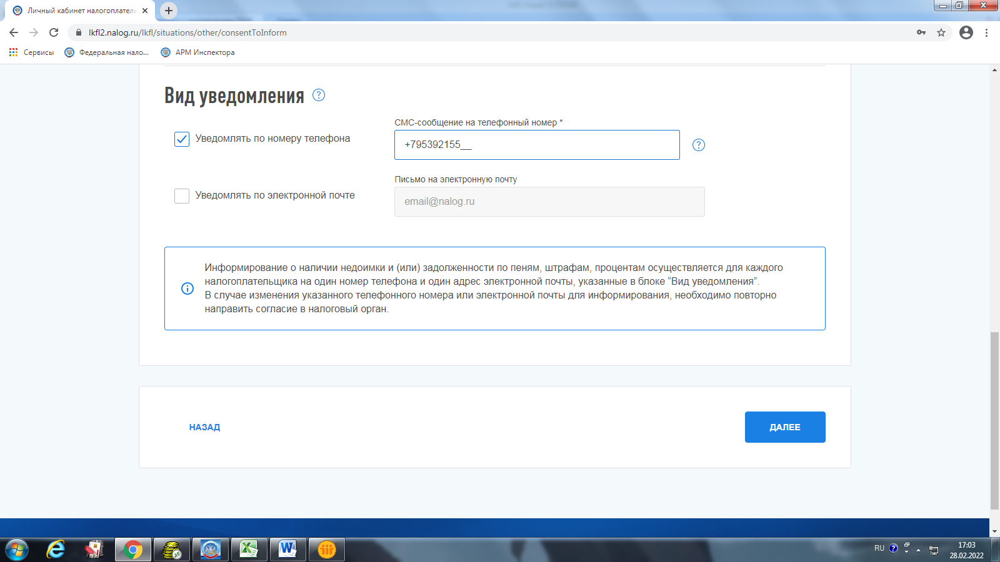 Личный кабинет налогоплатель
lkfl2.nalog.ru/lkfl/situations/other/consentToInform
Сервисы
Федеральная нало...
АРМ Инспектора
Вид уведомления
?
СМС-сообщение на телефонный номер *
Уведомлять по номеру телефона
+795392155__
?
Письмо на электронную почту
Уведомлять по электронной почте
email@nalog.ru
Информирование о наличии недоимки и (или) задолженности по пеням, штрафам, процентам осуществляется для каждого
налогоплательщика на один номер телефона и один адрес электронной почты, указанные в блоке “Вид уведомления”.
В случае изменения указанного телефонного номера или электронной почты для информирования, необходимо повторно
направить согласие в налоговый орган.
НАЗАД
ДАЛЕЕ
RU
17:03
28.02.2022